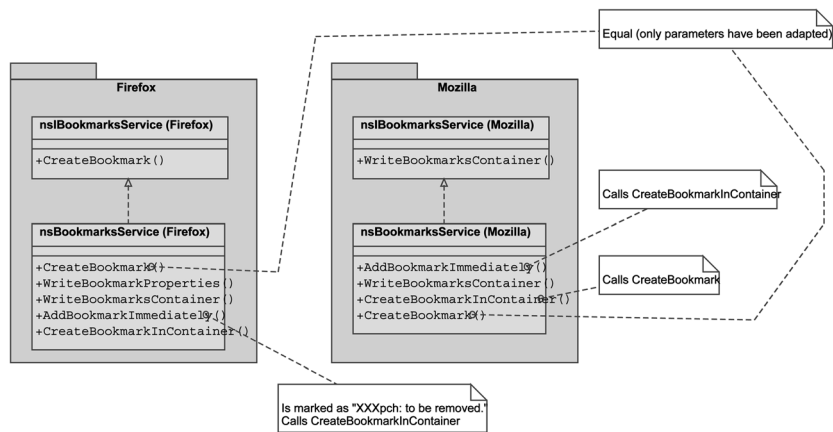 Equal (only parameters have been adapted)
Firefox
Mozilla
nsIBookmarksService (Firefox)
+CreateBookmark()
nsIBookmarksService (Mozilla)
+WriteBookmarksContainer()
Calls CreateBookmarkInContainer
nsBookmarksService (Firefox)
+CreateBookmark()
+WriteBookmarkProperties()
+WriteBookmarksContainer()
+AddBookmarkImmediately()
+CreateBookmarkInContainer()
nsBookmarksService (Mozilla)
+AddBookmarkImmediately()
+WriteBookmarksContainer()
+CreateBookmarkInContainer()
+CreateBookmark()
Calls CreateBookmark
Is marked as "XXXpch: to be removed."
Calls CreateBookmarkInContainer